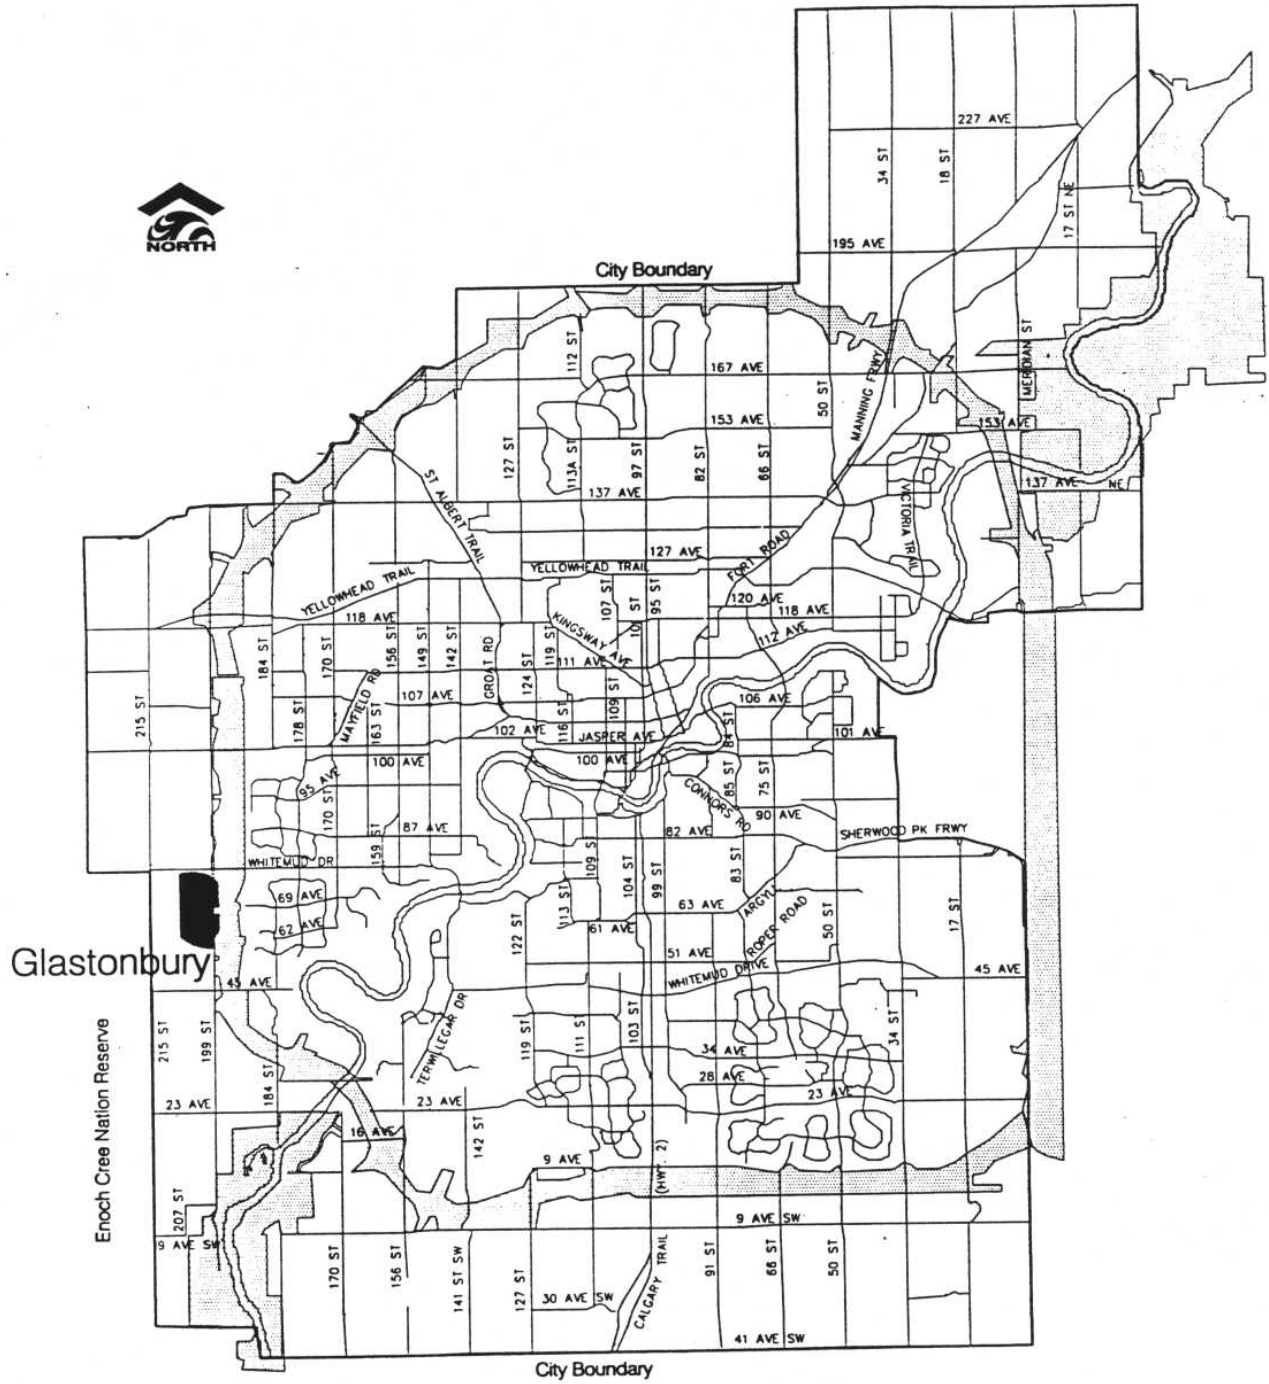 227 AVE
34 ST
18 ST
17 ST NE
NORTH
195 AVE
City Boundary
MERIDIAN ST
112 ST
167 AVE
50 ST
MANNING FRWY
153 AVE
153 AVE
127 ST
113A ST
97 ST
82 ST
66 ST
ST ALBERT TRAIL
137 AVE
VICTORIA TRAIL
137 AVE NE
127 AVE
FORT ROAD
YELLOWHEAD TRAIL
YELLOWHEAD TRAIL
107 ST
101 ST
95 ST
120 AVE
118 AVE
118 AVE
KINGSWAY AVE
112 AVE
184 ST
170 ST
156 ST
149 ST
142 ST
GROAT RD
124 ST
119 ST
111 AVE
215 ST
178 ST
MAYFIELD RD
163 ST
107 AVE
109 ST
106 AVE
116 ST
102 AVE
JASPER AVE
84 ST
101 AVE
100 AVE
100 AVE
95 AVE
170 ST
CONNORS RD
85 ST
75 ST
90 AVE
159 ST
87 AVE
82 AVE
SHERWOOD PK FRWY
WHITEMUD DR
109 S
104 ST
99 ST
83 ST
69 AVE
113 ST
63 AVE
ARGYLL
ROPER ROAD
50 ST
17 ST
62 AVE
122 ST
61 AVE
Glastonbury
51 AVE
WHITEMUD DRIVE
45 AVE
45 AVE
Enoch Cree Nation Reserve
215 ST
199 ST
TERWILLEGAR DR
119 ST
111 ST
103 ST
34 ST
34 AVE
184 ST
28 AVE
23 AVE
23 AVE
23 AVE
142 ST
16 AVE
9 AVE
(HWY. 2)
207 ST
9 AVE SW
9 AVE SW
170 ST
156 ST
141 ST SW
127 ST
30 AVE SW
CALGARY TRAIL
91 ST
66 ST
50 ST
41 AVE SW
City Boundary